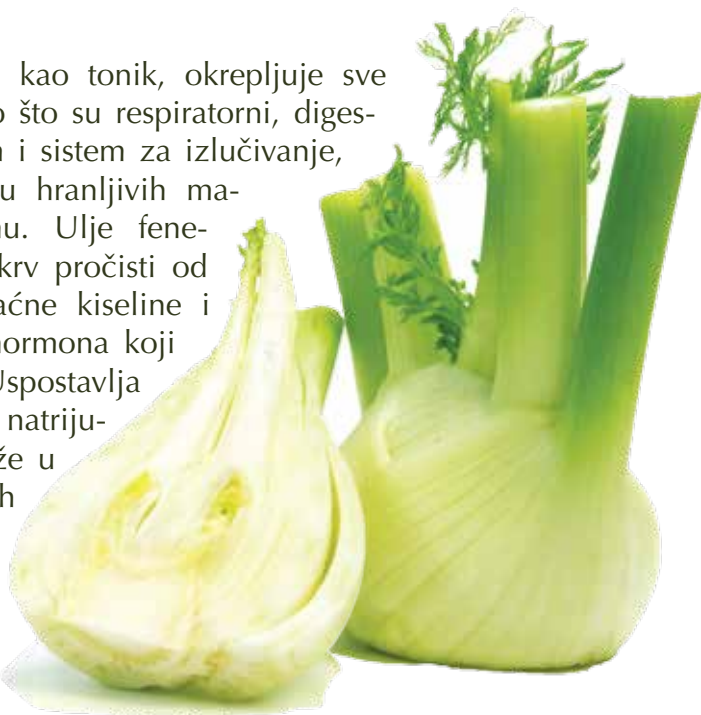 kao tonik, okrepljuje sve
o što su respiratorni, diges-
i sistem za izlučivanje,
u hranljivih ma-
u. Ulje fene-
krv pročisti od
aćne kiseline i
ormona koji
Uspostavlja
natriju-
že u
h